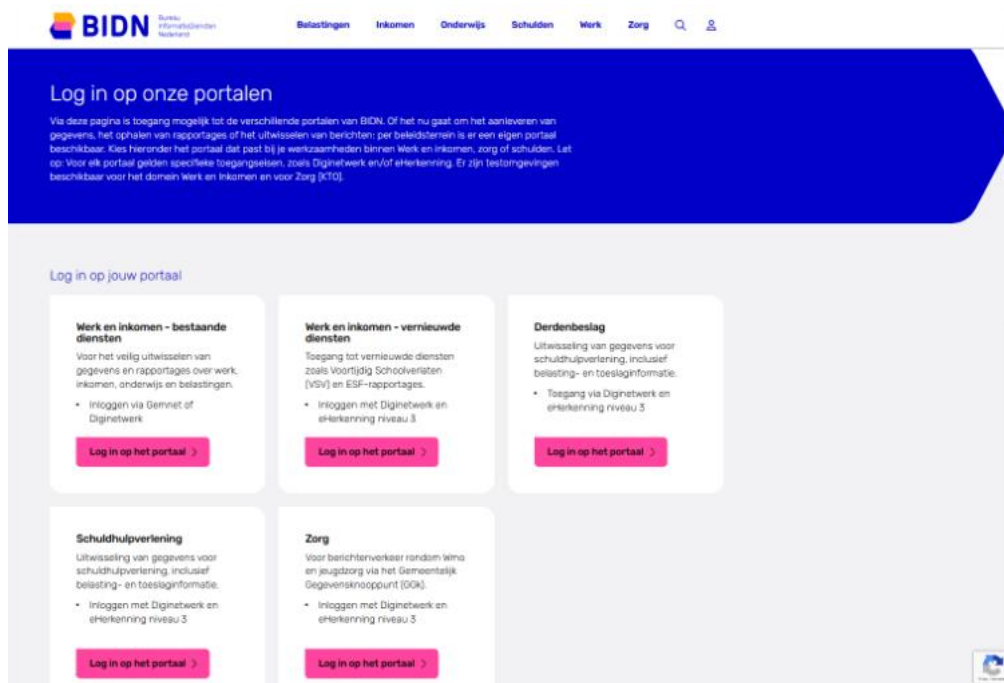 BIDN
Bureau
InformatieDiensten
Nederland
Belastingen
Inkomen
Onderwijs
Schulden
Werk
Zorg
Log in op onze portalen
Via deze pagina is toegang mogelijk tot de verschillende portalen van BIDN. Of het nu gaat om het aanleveren van
gegevens, het ophalen van rapportages of het uitwisselen van berichten: per beleidsterrein is er een eigen portaal
beschikbaar. Kies hieronder het portaal dat past bij je werkzaamheden binnen Werk en inkomen, zorg of schulden. Let
op: Voor elk portaal gelden specifieke toegangseisen, zoals Diginetwerk en/of eHerkenning. Er zijn testomgevingen
beschikbaar voor het domein Werk en Inkomen en voor Zorg (KTO).
Log in op jouw portaal
Werk en inkomen - bestaande
diensten
Voor het veilig uitwisselen van
gegevens en rapportages over werk,
inkomen, onderwijs en belastingen.
• Inloggen via Gemnet of
Diginetwerk
Log in op het portaal
Werk en inkomen - vernieuwde
diensten
Toegang tot vernieuwde diensten
zoals Voortijdig Schoolverlaten
(VSV) en ESF-rapportages.
• Inloggen met Diginetwerk en
eHerkenning niveau 3
Log in op het portaal
Derdenbeslag
Uitwisseling van gegevens voor
schuldhulpverlening, inclusief
belasting- en toeslaginformatie.
• Toegang via Diginetwerk en
eHerkenning niveau 3
Log in op het portaal
Schuldhulpverlening
Uitwisseling van gegevens voor
schuldhulpverlening, inclusief
belasting- en toeslaginformatie.
• Inloggen met Diginetwerk en
eHerkenning niveau 3
Log in op het portaal
Zorg
Voor berichtenverkeer rondom Wmo
en jeugdzorg via het Gemeentelijk
Gegevensknooppunt (GGk).
• Inloggen met Diginetwerk en
eHerkenning niveau 3
Log in op het portaal